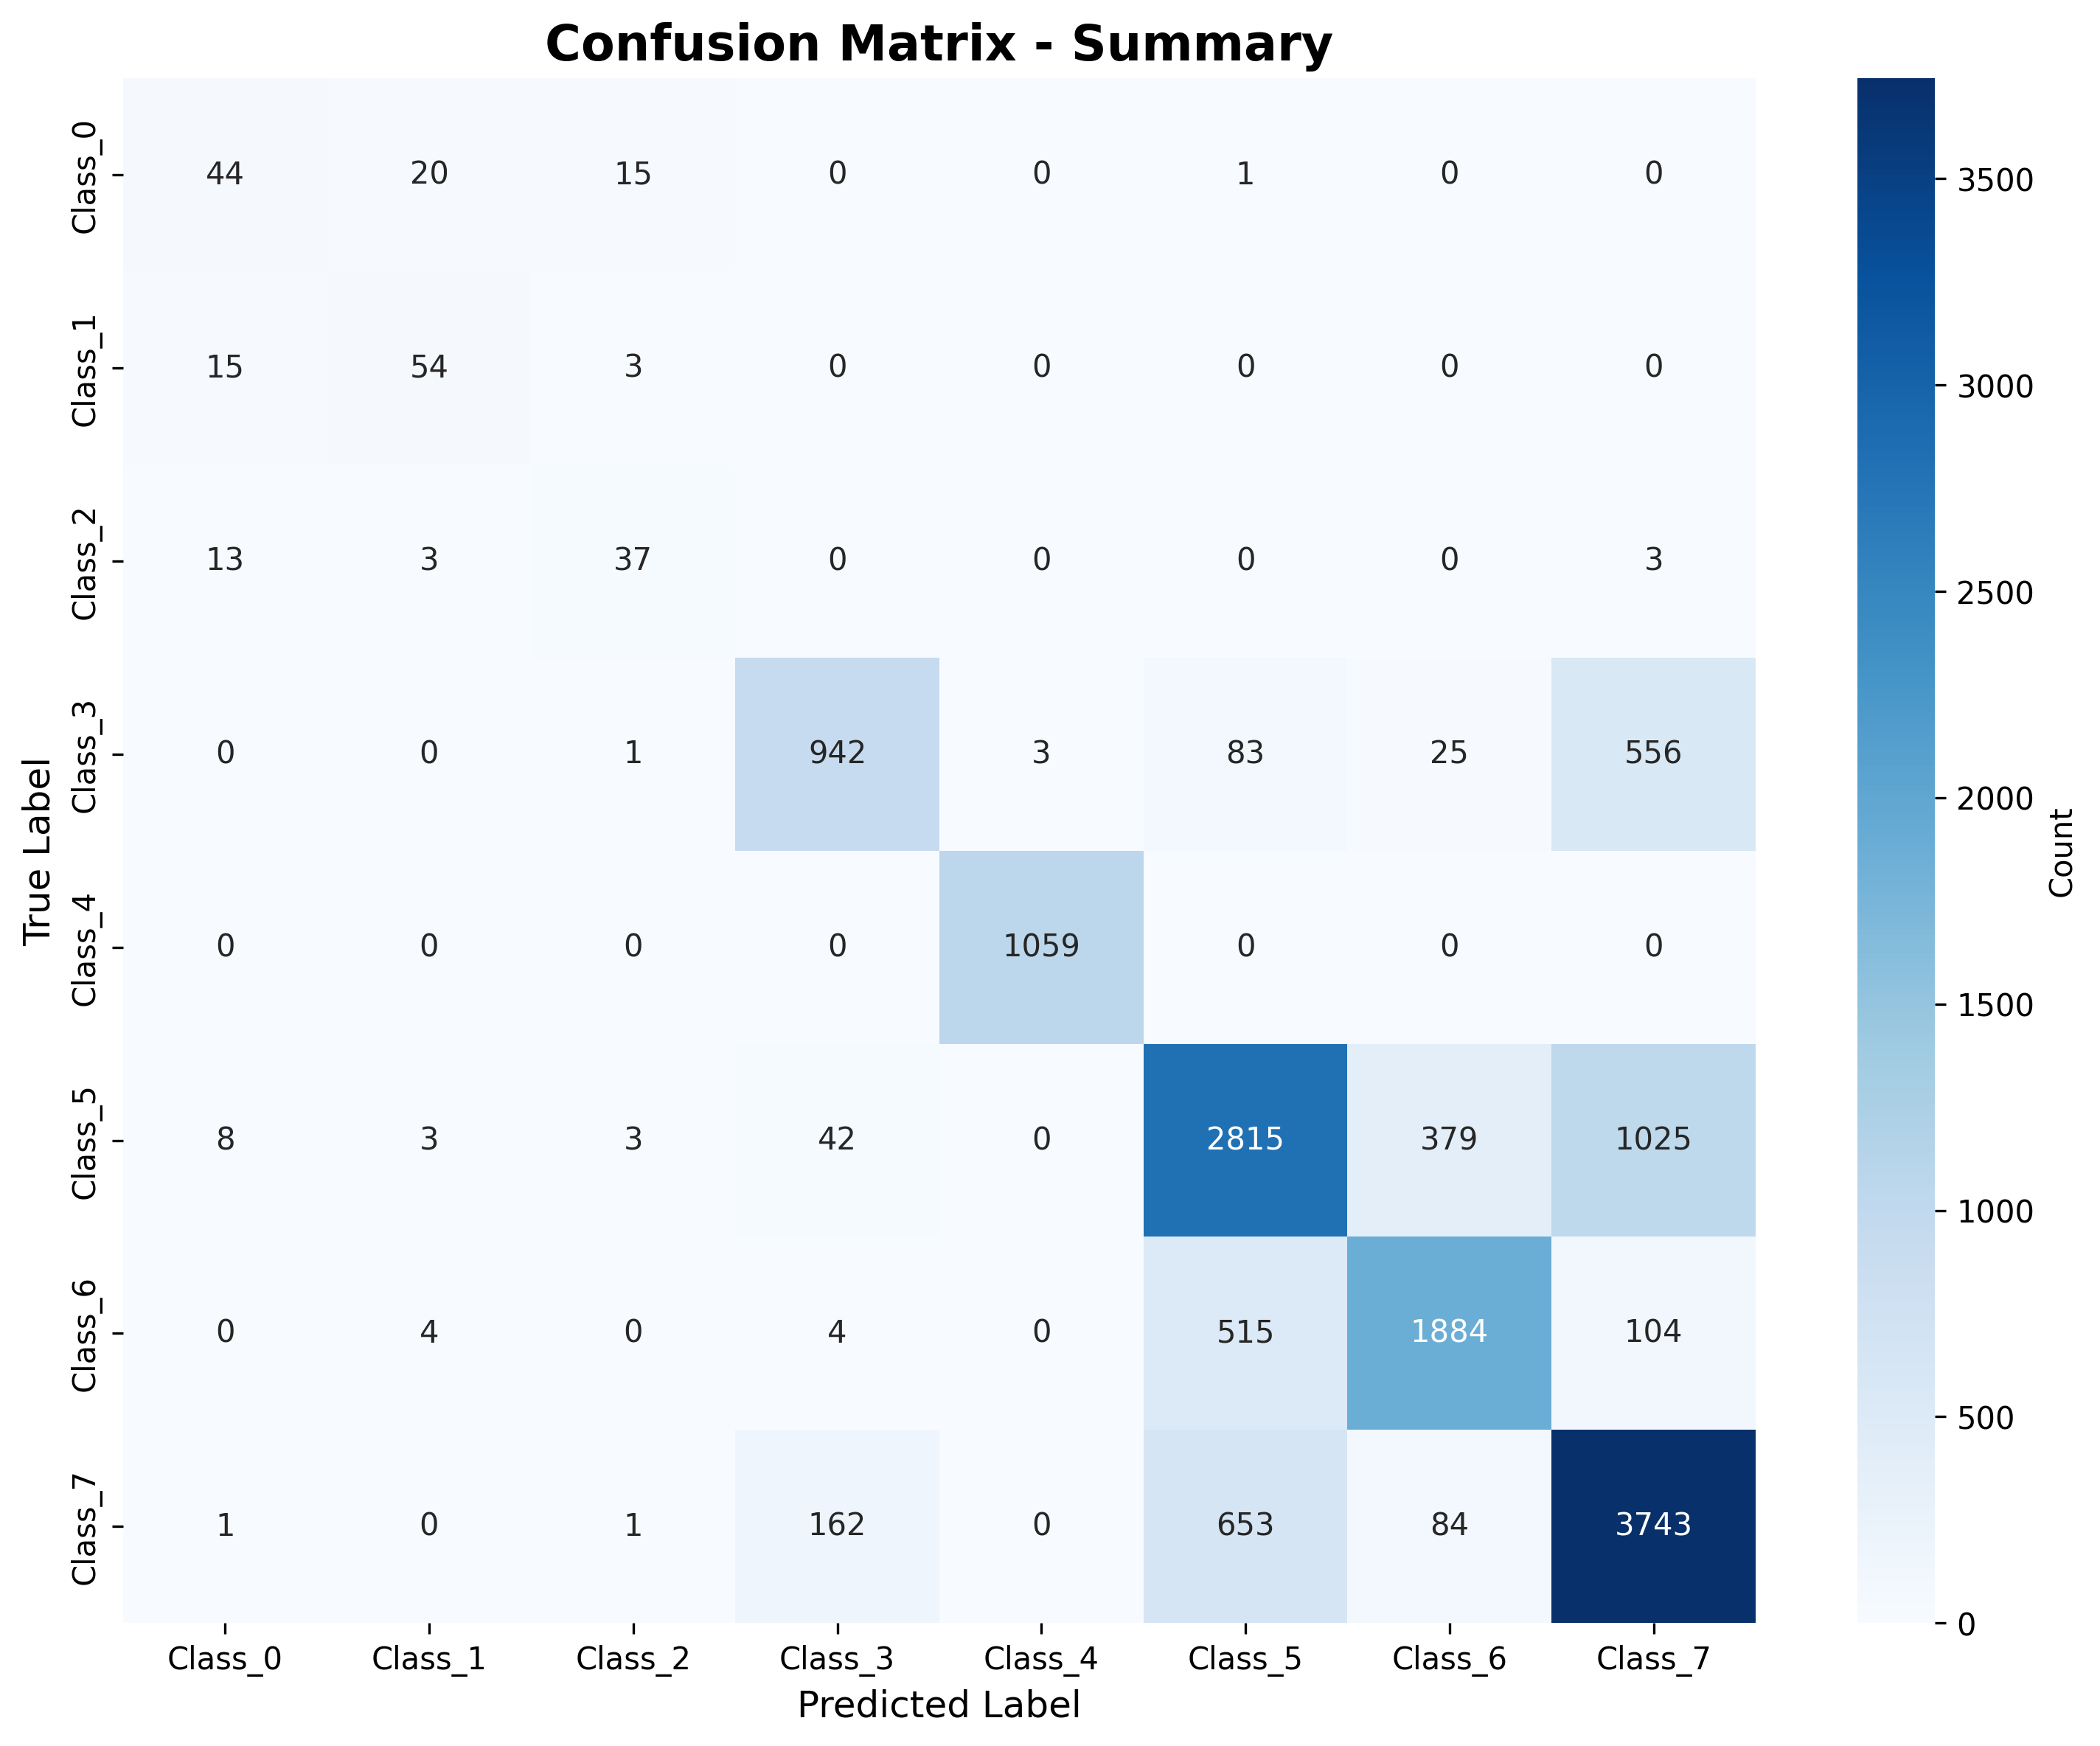 Confusion Matrix - Summary
Class_0 44 20 15 0 0 1 0 0
Class_1 15 54 3 0 0 0 0 0
Class_2 13 3 37 0 0 0 0 3
Class_3 0 0 1 942 3 83 25 556
Class_4 0 0 0 0 1059 0 0 0
Class_5 8 3 3 42 0 2815 379 1025
Class_6 0 4 0 4 0 515 1884 104
Class_7 1 0 1 162 0 653 84 3743
True Label
Class_0 Class_1 Class_2 Class_3 Class_4 Class_5 Class_6 Class_7
Predicted Label
3500
3000
2500
2000
1500
1000
500
0
Count